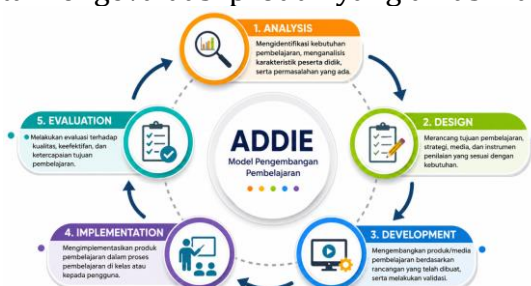 1. ANALYSIS
Mengidentifikasi kebutuhan
pembelajaran, menganalisis
karakteristik peserta didik,
serta permasalahan yang ada.
2. DESIGN
Merancang tujuan pembelajaran,
strategi, media, dan instrumen
penilaian yang sesuai dengan
kebutuhan.
3. DEVELOPMENT
Mengembangkan produk/media
pembelajaran berdasarkan
rancangan yang telah dibuat,
serta melakukan validasi.
4. IMPLEMENTATION
Mengimplementasikan produk
pembelajaran dalam proses
pembelajaran di kelas atau
kepada pengguna.
5. EVALUATION
Melakukan evaluasi terhadap
kualitas, keefektifan, dan
ketercapaian tujuan
pembelajaran.
ADDIE
Model Pengembangan
Pembelajaran